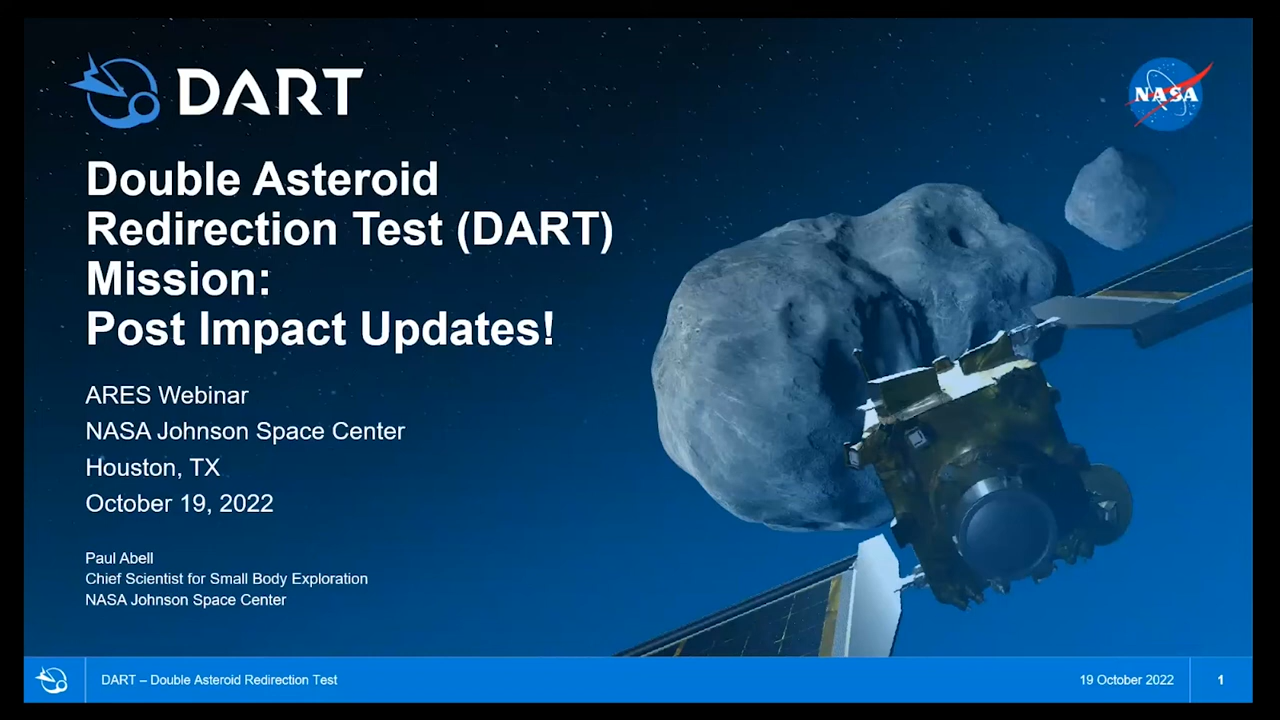 DART
NASA
Double Asteroid
Redirection Test (DART)
Mission:
Post Impact Updates!
ARES Webinar
NASA Johnson Space Center
Houston, TX
October 19, 2022
Paul Abell
Chief Scientist for Small Body Exploration
NASA Johnson Space Center
DART – Double Asteroid Redirection Test
19 October 2022
1